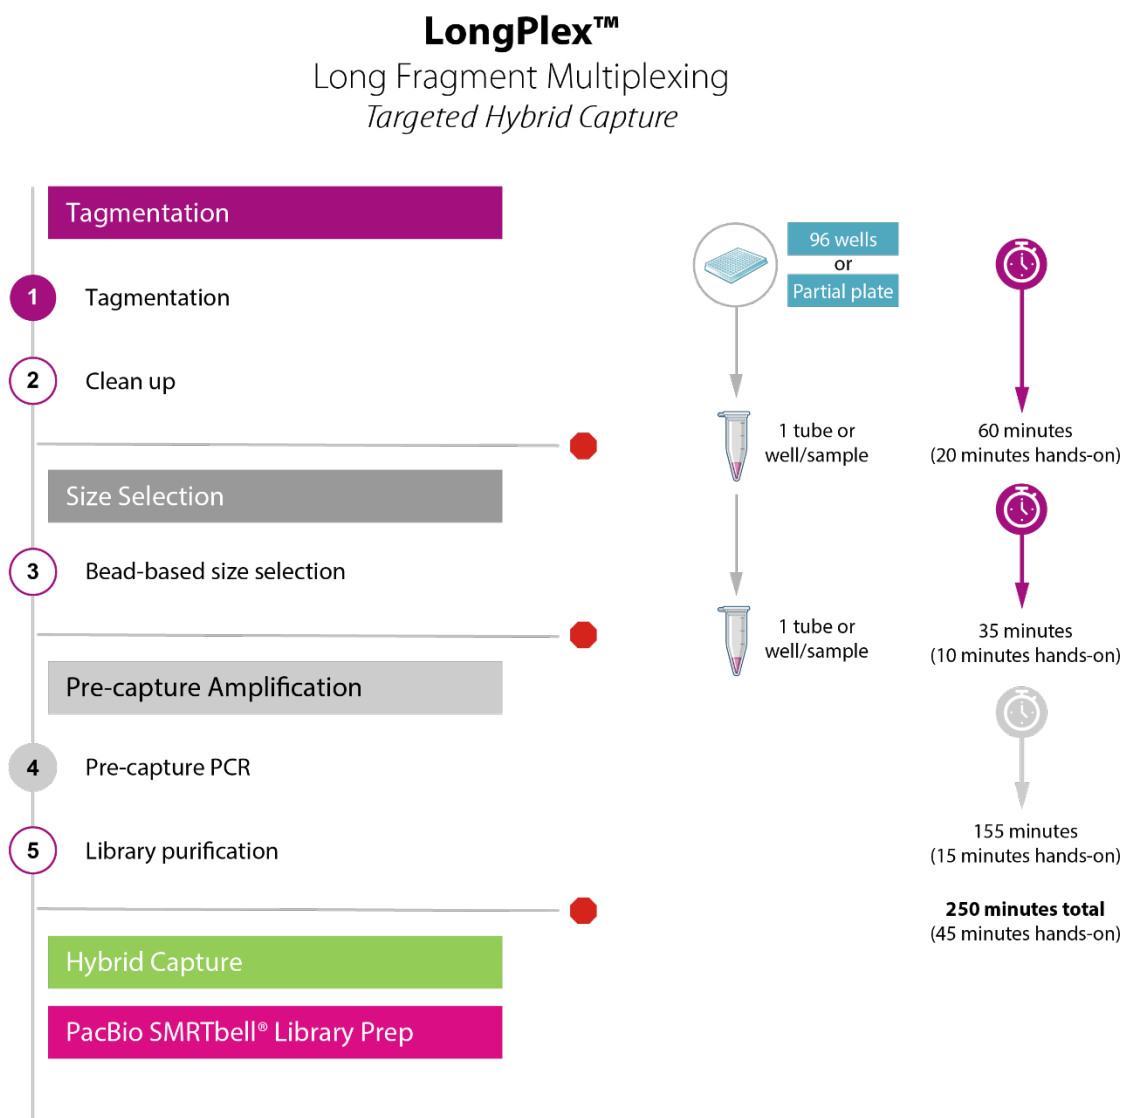 LongPlex™
Long Fragment Multiplexing
Targeted Hybrid Capture
Tagmentation
1
Tagmentation
2
Clean up
96 wells
or
Partial plate
1 tube or
well/sample
60 minutes
(20 minutes hands-on)
Size Selection
3
Bead-based size selection
1 tube or
well/sample
35 minutes
(10 minutes hands-on)
Pre-capture Amplification
4
Pre-capture PCR
5
Library purification
155 minutes
(15 minutes hands-on)
250 minutes total
(45 minutes hands-on)
Hybrid Capture
PacBio SMRTbell® Library Prep